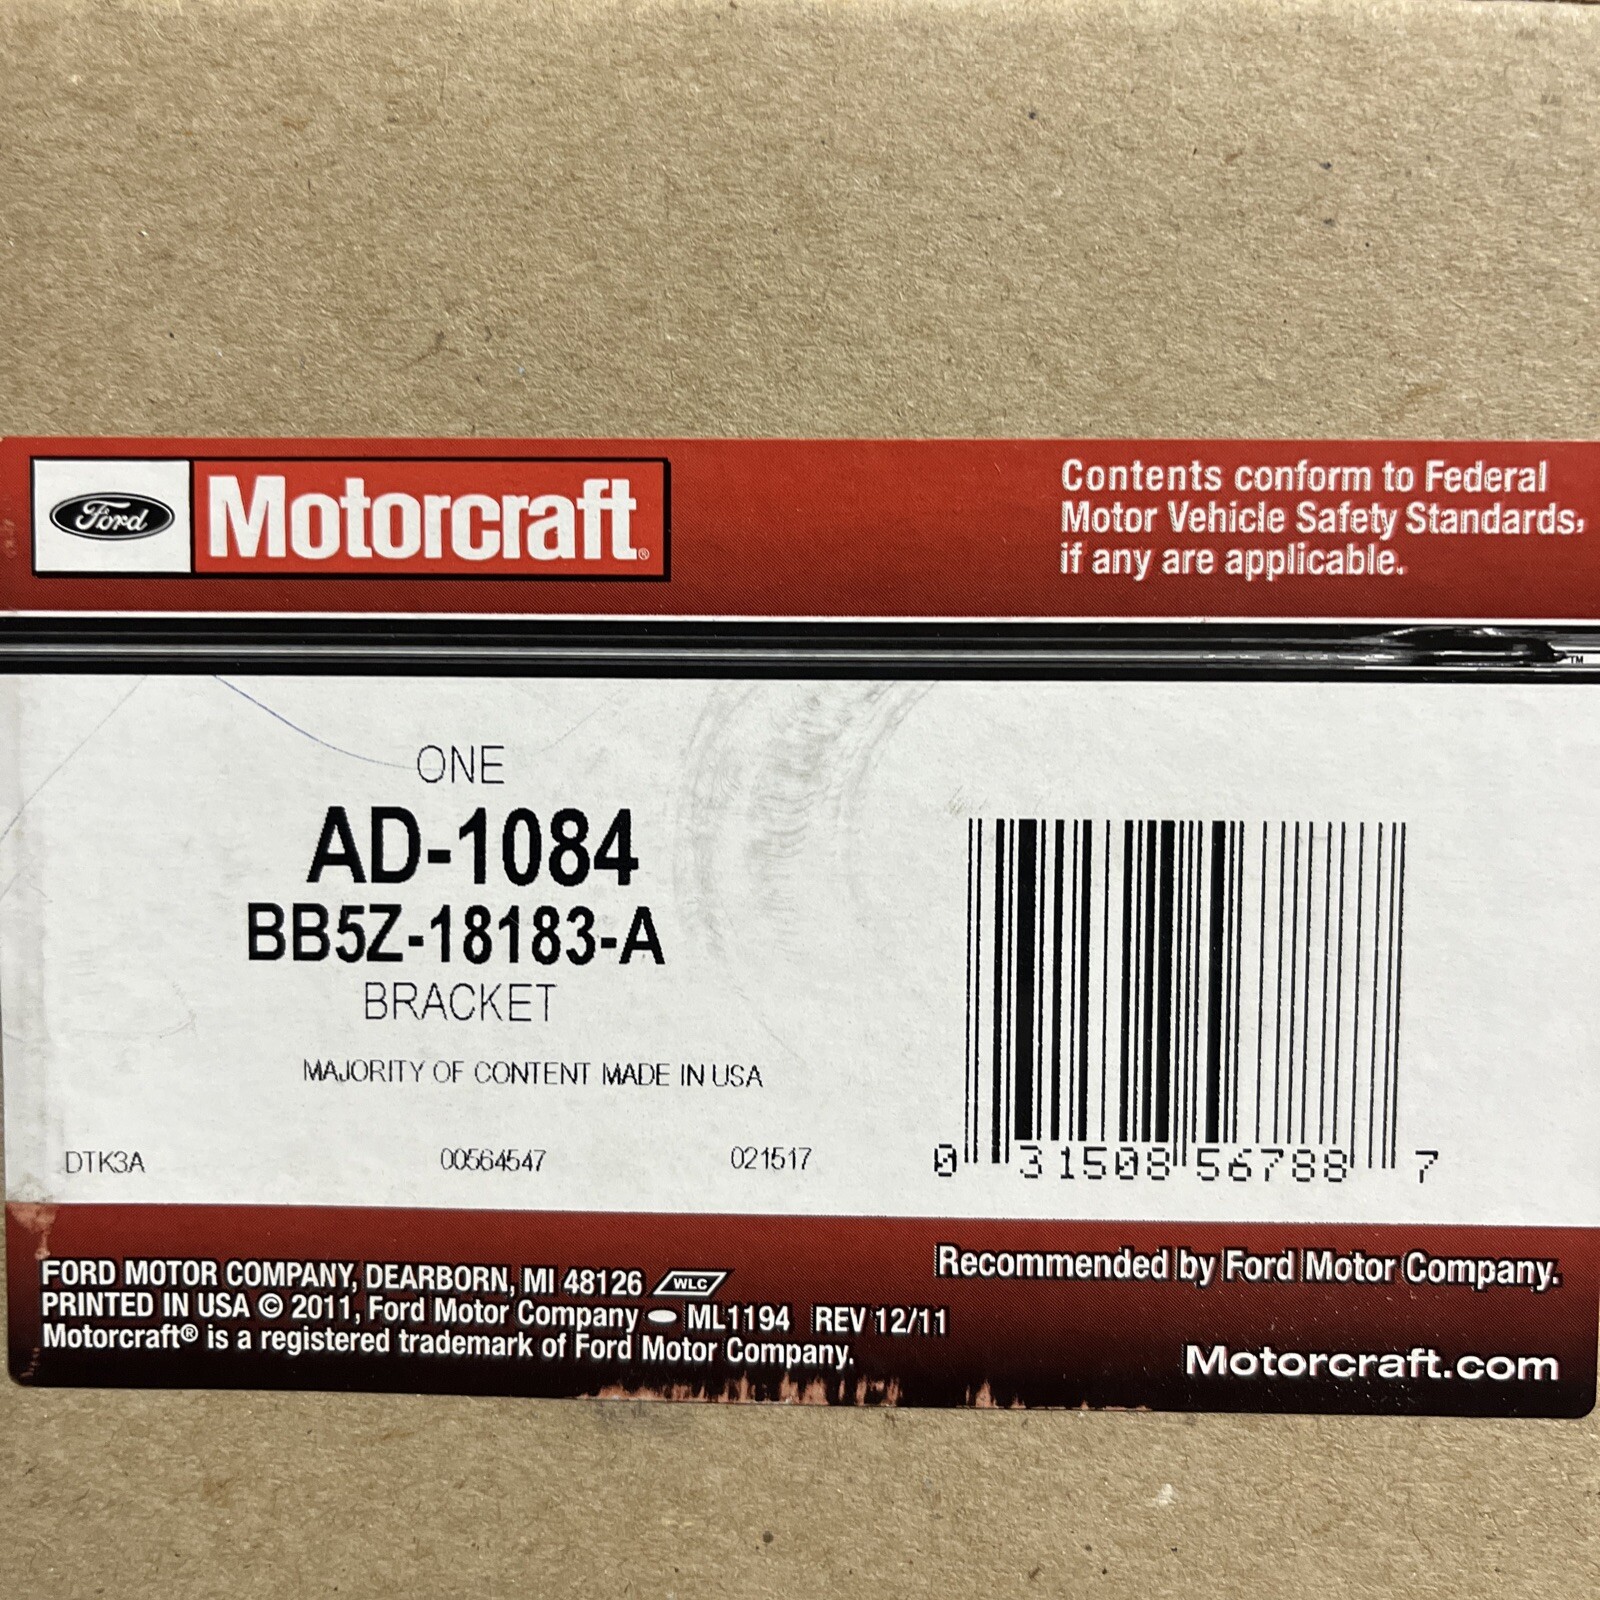 Ford
Motorcraft®
Contents conform to Federal
Motor Vehicle Safety Standards,
if any are applicable.
TM
ONE
AD-1084
BB5Z-18183-A
BRACKET
MAJORITY OF CONTENT MADE IN USA
DTK3A 00564547 021517
0 31508 56788 7
FORD MOTOR COMPANY, DEARBORN, MI 48126 WLC
PRINTED IN USA © 2011, Ford Motor Company ML1194 REV 12/11
Motorcraft® is a registered trademark of Ford Motor Company.
Recommended by Ford Motor Company.
Motorcraft.com